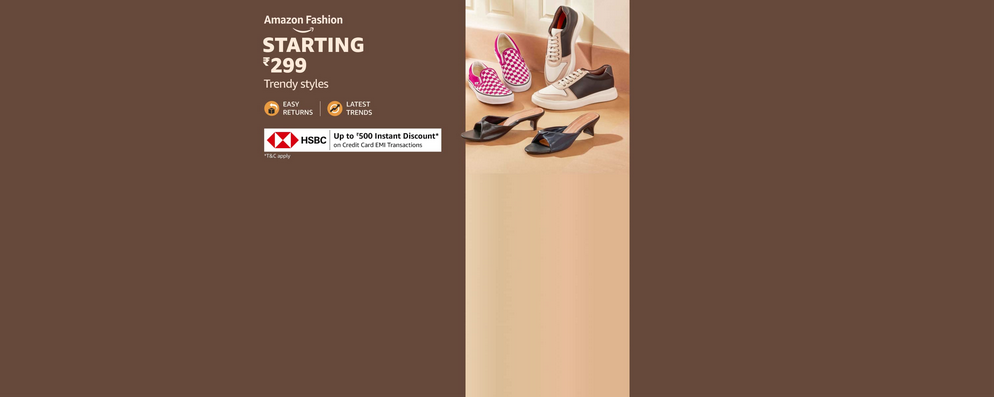 Amazon Fashion
STARTING
₹299
Trendy styles
EASY
RETURNS
LATEST
TRENDS
HSBC
Up to ₹500 Instant Discount*
on Credit Card EMI Transactions
*T&C apply